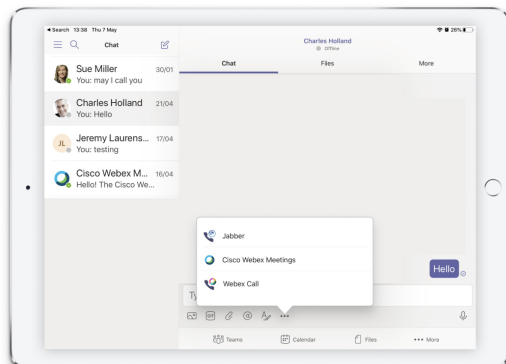 Search 13:38 Thu 7 May
26%
Chat
Charles Holland
Offline
Chat Files More
Sue Miller 30/01
You: may I call you
Charles Holland 21/04
You: Hello
JL
Jeremy Laurens... 17/04
You: testing
Cisco Webex M... 16/04
Hello! The Cisco We...
Jabber
Cisco Webex Meetings
Webex Call
Hello
Ty
GIF
Teams Calendar Files More